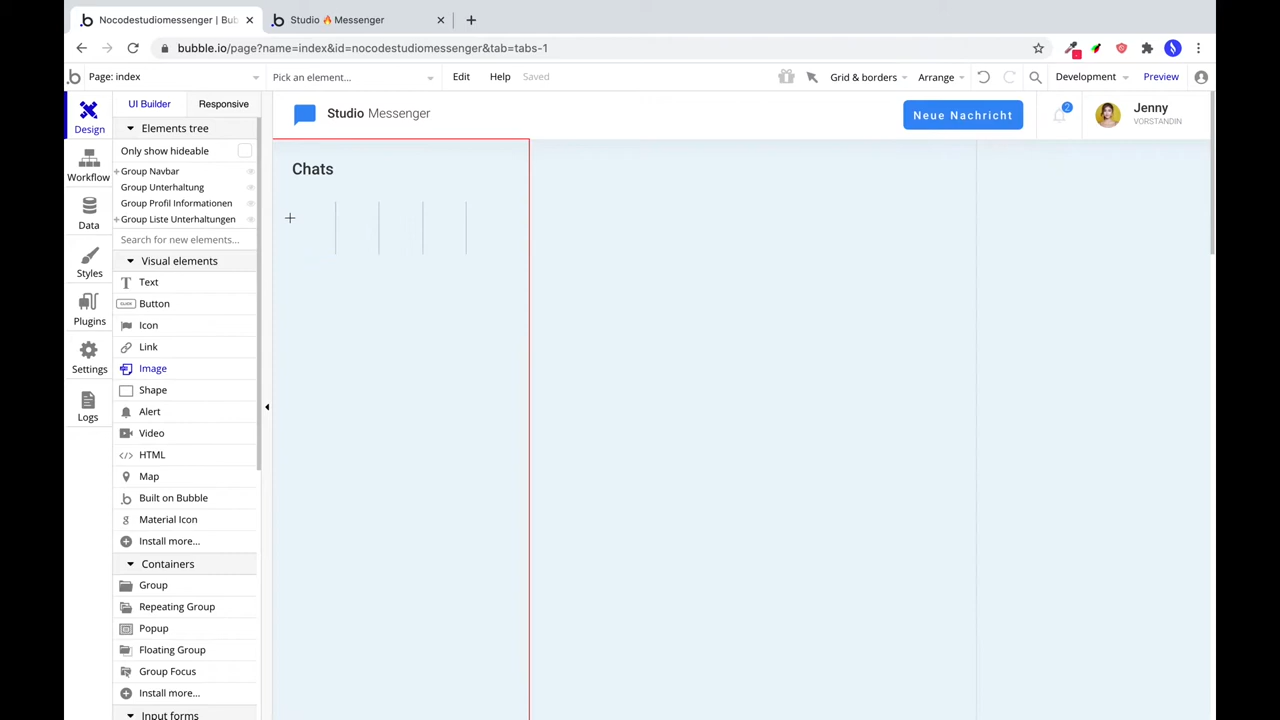 Nocodestudiomessenger | Bub
Studio 🔥 Messenger
bubble.io/page?name=index&id=nocodestudiomessenger&tab=tabs-1
Page: index
Pick an element...
Edit
Help
Saved
Grid & borders
Arrange
Development
Preview
UI Builder
Responsive
Design
Workflow
Data
Styles
Plugins
Settings
Logs
Elements tree
Only show hideable
Group Navbar
Group Unterhaltung
Group Profil Informationen
Group Liste Unterhaltungen
Search for new elements...
Visual elements
Text
CLICK Button
Icon
Link
Image
Shape
Alert
Video
HTML
Map
Built on Bubble
Material Icon
Install more...
Containers
Group
Repeating Group
Popup
Floating Group
Group Focus
Install more...
Input forms
Studio Messenger
Neue Nachricht
2
Jenny
VORSTANDIN
Chats